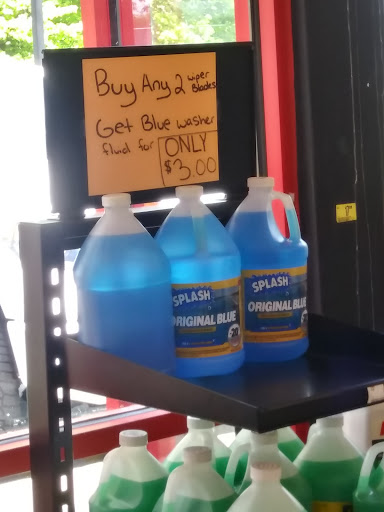 Buy Any 2 wiper Blades
Get Blue washer
fluid for ONLY
$3.00
SPLASH
ORIGINAL BLUE
SPLASH
ORIGINAL BLUE